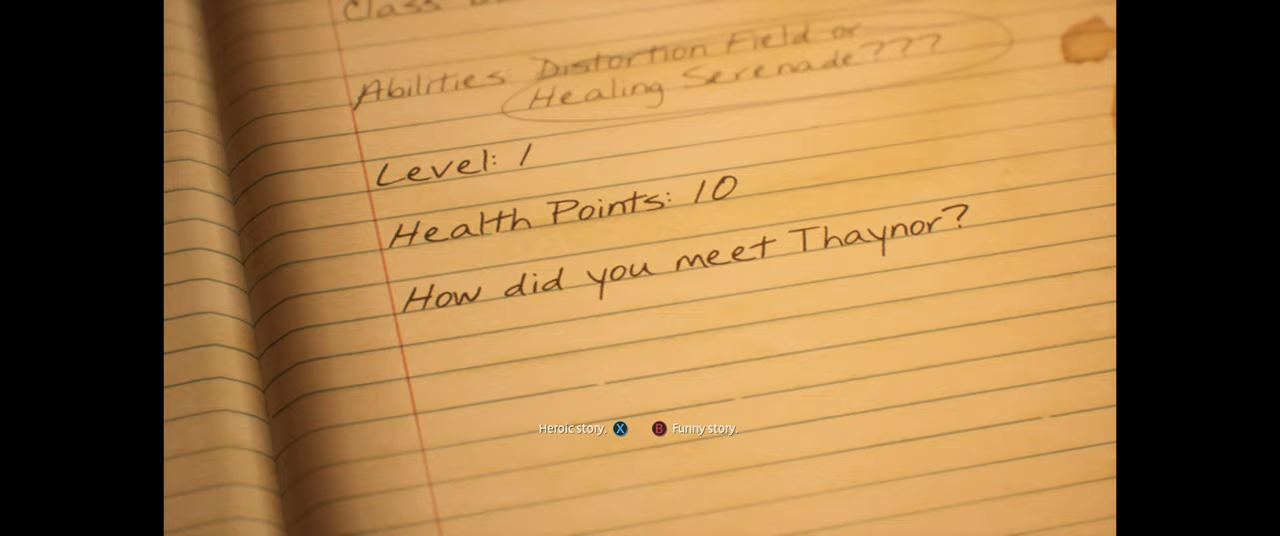 Class
Abilities: Distortion Field or
Healing Serenade???
Level: 1
Health Points: 10
How did you meet Thaynor?
Heroic story. X B Funny story.